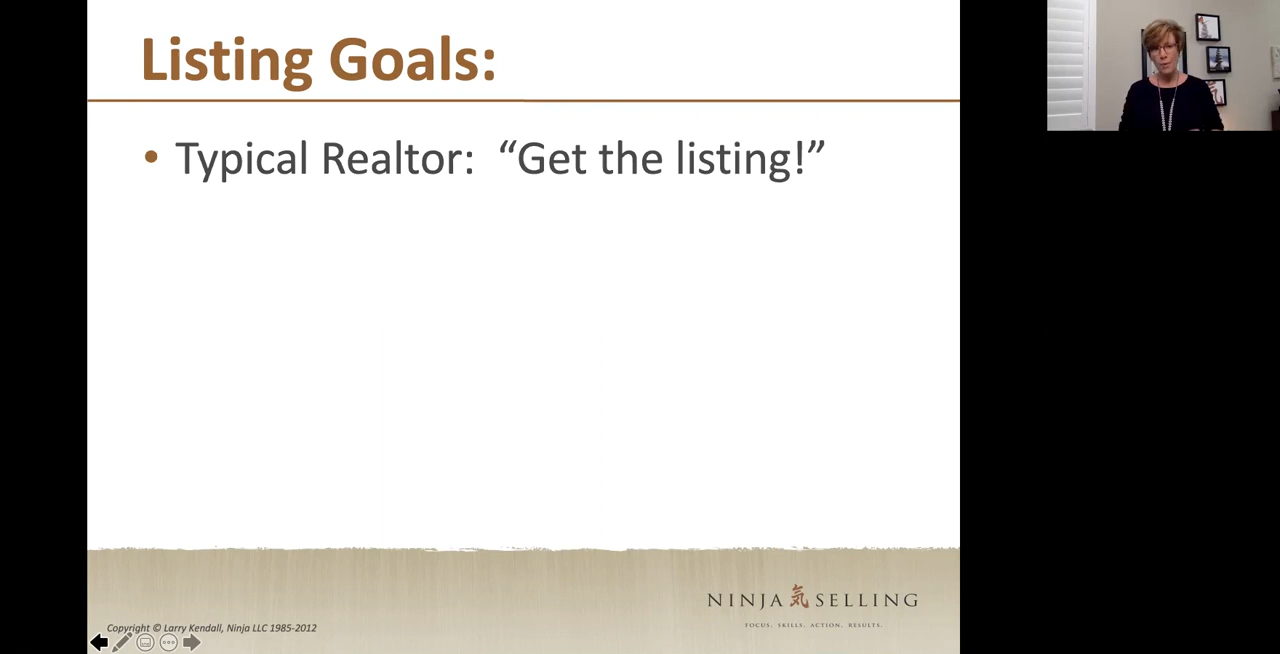 Listing Goals:
• Typical Realtor:  “Get the listing!”
NINJA 気 SELLING
FOCUS. SKILLS. ACTION. RESULTS.
Copyright © Larry Kendall, Ninja LLC 1985-2012